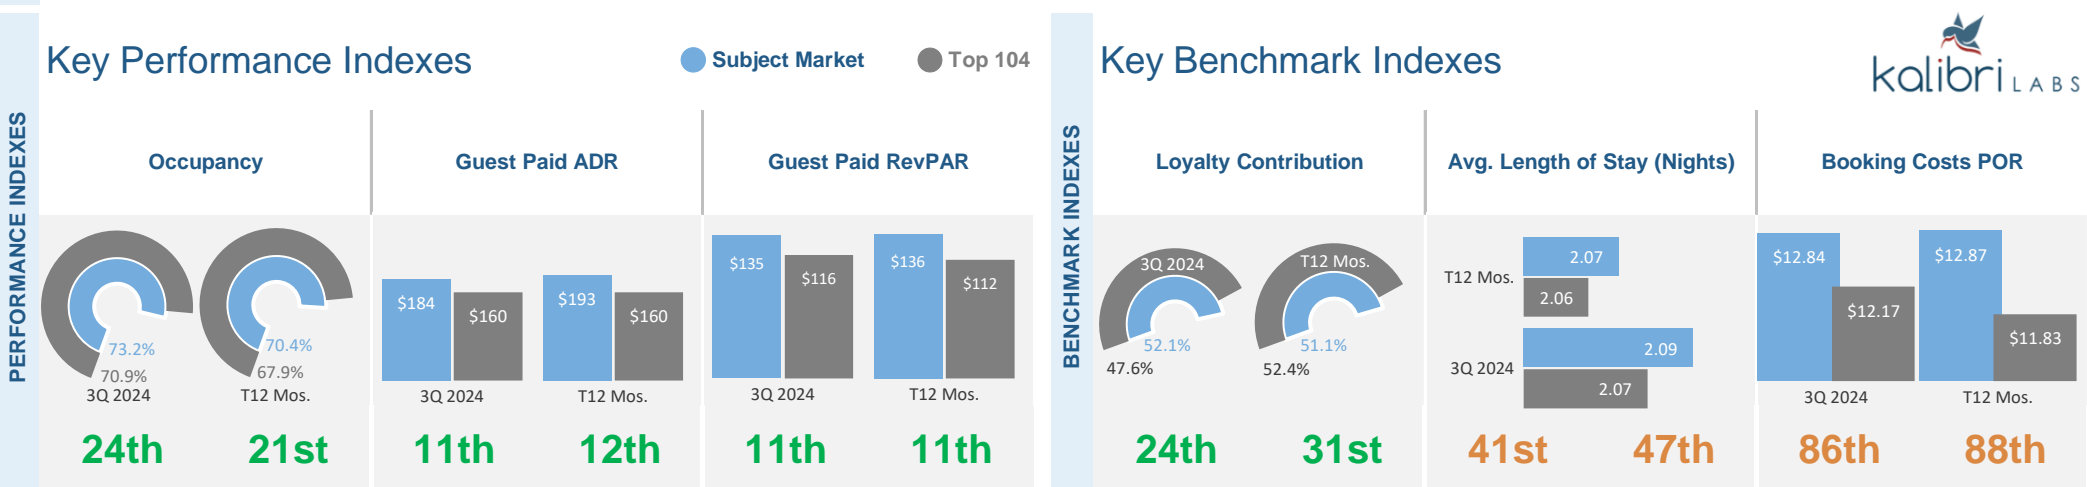 PERFORMANCE INDEXES
Key Performance Indexes
Subject Market
Top 104
Occupancy
Guest Paid ADR
Guest Paid RevPAR
73.2%
70.9%
3Q 2024
70.4%
67.9%
T12 Mos.
$184
$160
3Q 2024
$193
$160
T12 Mos.
$135
$116
3Q 2024
$136
$112
T12 Mos.
24th
21st
11th
12th
11th
11th
BENCHMARK INDEXES
Key Benchmark Indexes
kalibri LABS
Loyalty Contribution
Avg. Length of Stay (Nights)
Booking Costs POR
3Q 2024
52.1%
47.6%
T12 Mos.
51.1%
52.4%
T12 Mos.
2.07
2.06
3Q 2024
2.09
2.07
$12.84
$12.17
3Q 2024
$12.87
$11.83
T12 Mos.
24th
31st
41st
47th
86th
88th